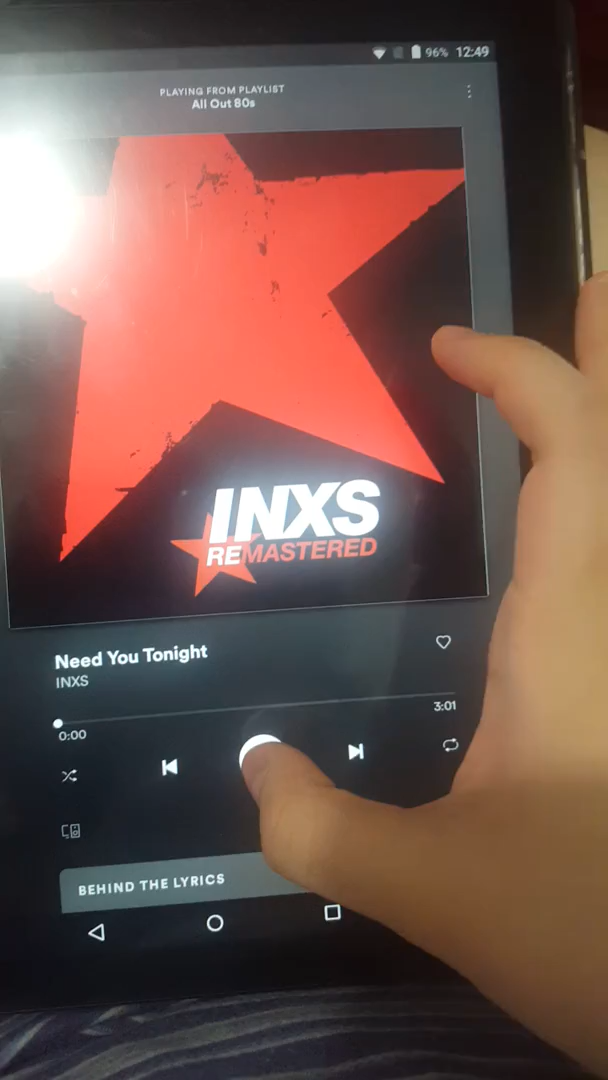 96% 12:49
PLAYING FROM PLAYLIST
All Out 80s
INXS
REMASTERED
Need You Tonight
INXS
0:00
3:01
BEHIND THE LYRICS